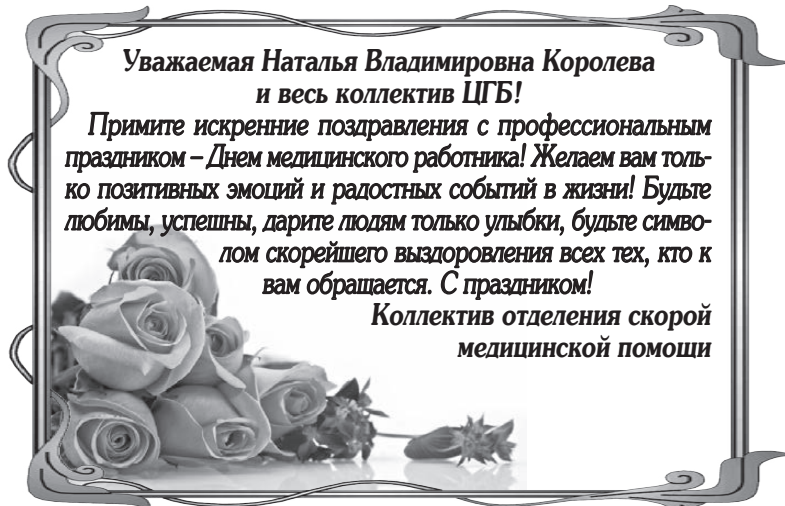 Уважаемая Наталья Владимировна Королева
и весь коллектив ЦГБ!
Примите искренние поздравления с профессиональным
праздником – Днем медицинского работника! Желаем вам толь-
ко позитивных эмоций и радостных событий в жизни! Будьте
любимы, успешны, дарите людям только улыбки, будьте симво-
лом скорейшего выздоровления всех тех, кто к
вам обращается. С праздником!
Коллектив отделения скорой
медицинской помощи